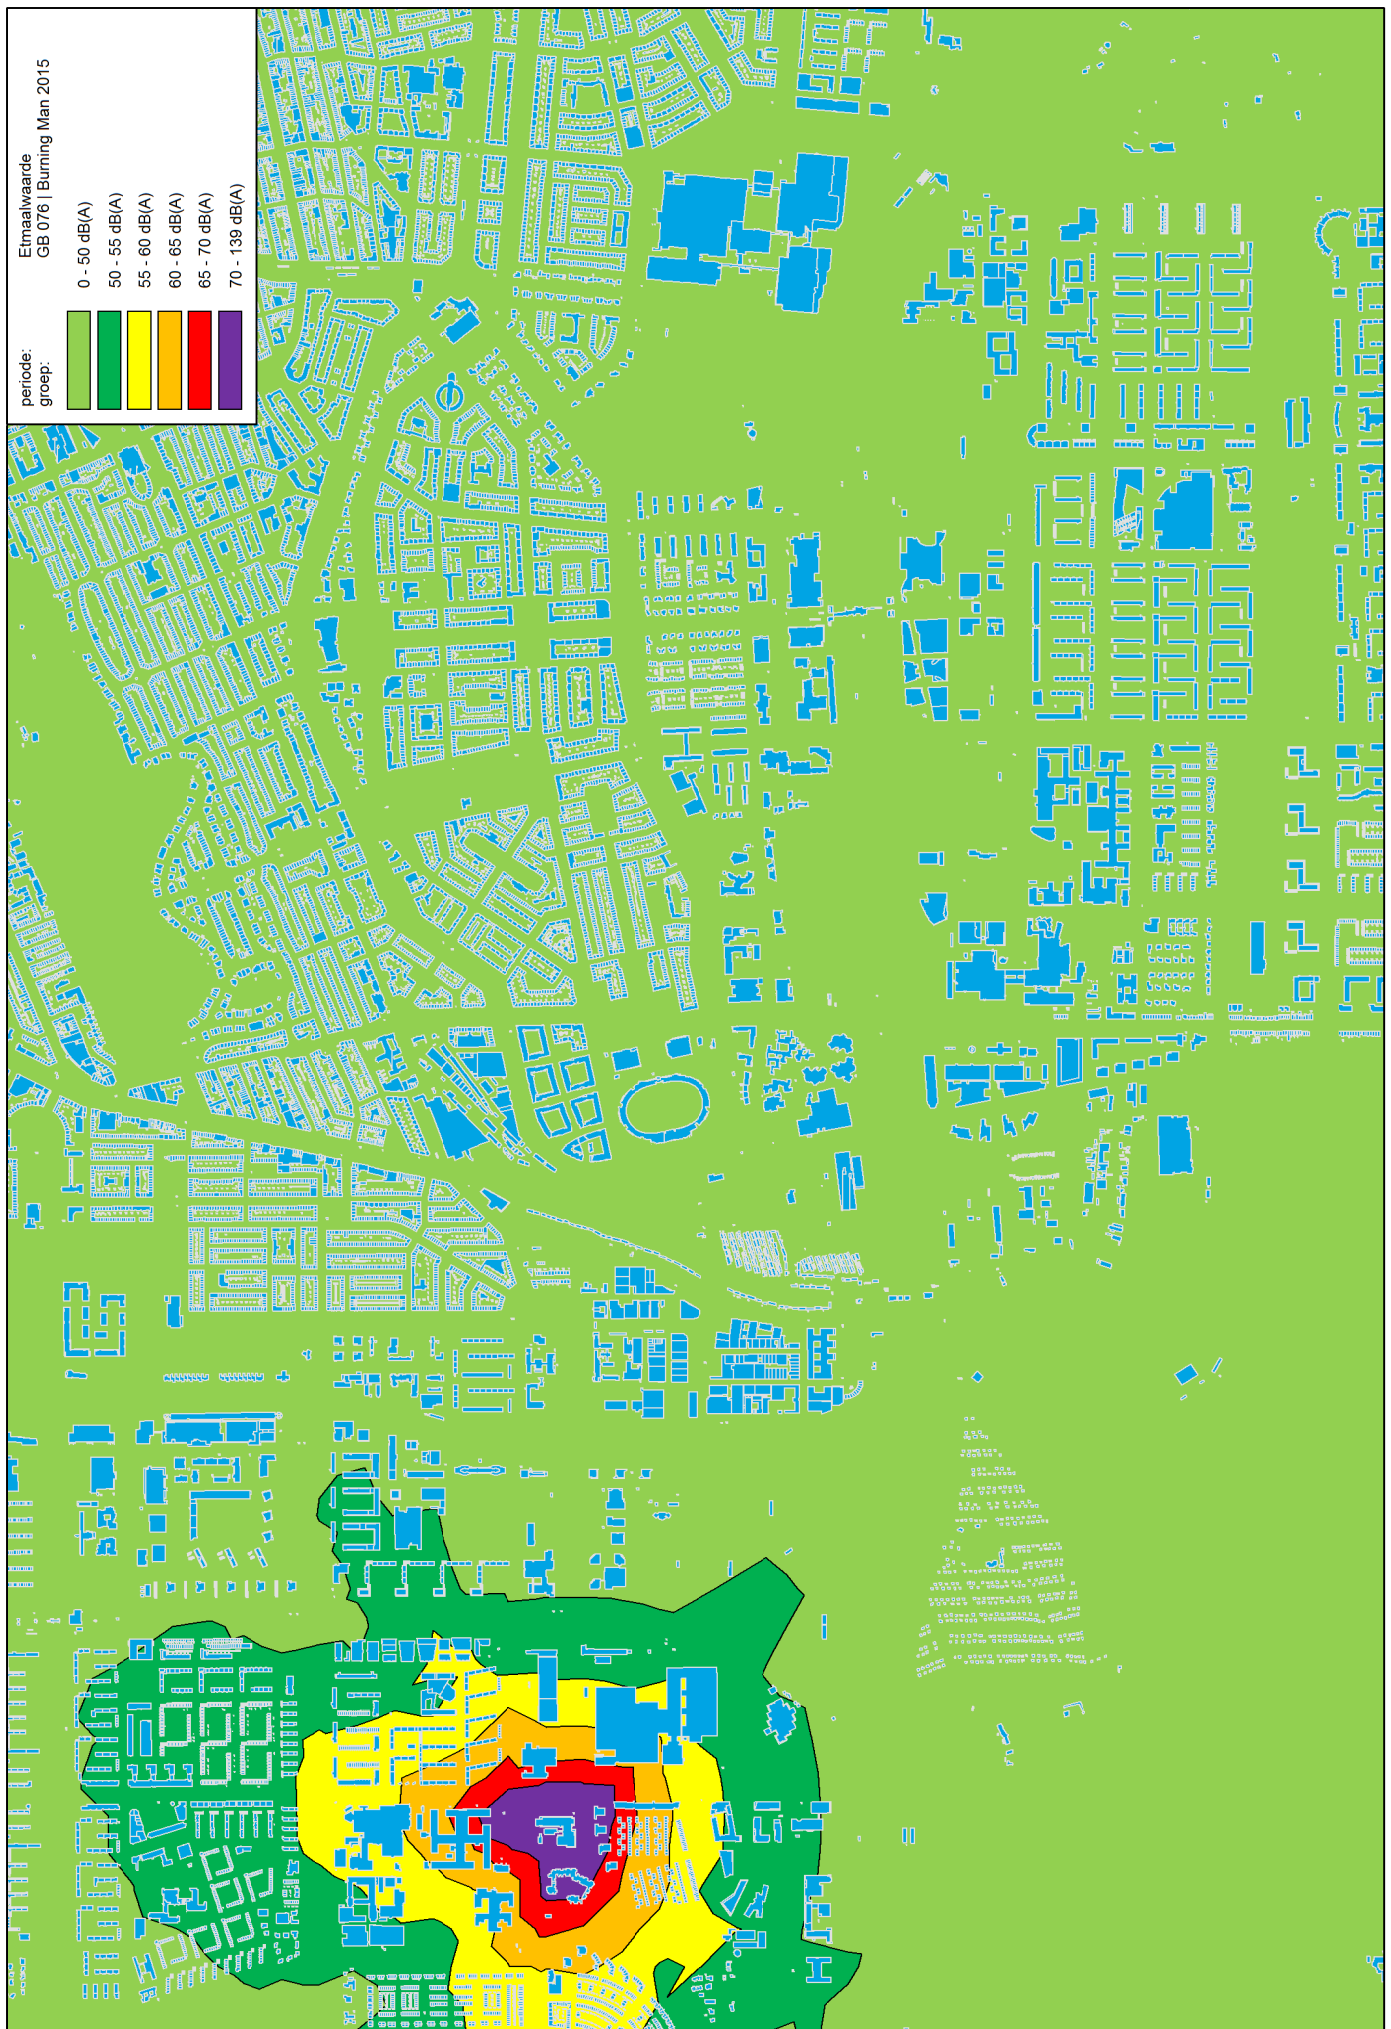 periode: Etmaalwaarde
groep: GB 076 | Burning Man 2015
0 - 50 dB(A)
50 - 55 dB(A)
55 - 60 dB(A)
60 - 65 dB(A)
65 - 70 dB(A)
70 - 139 dB(A)